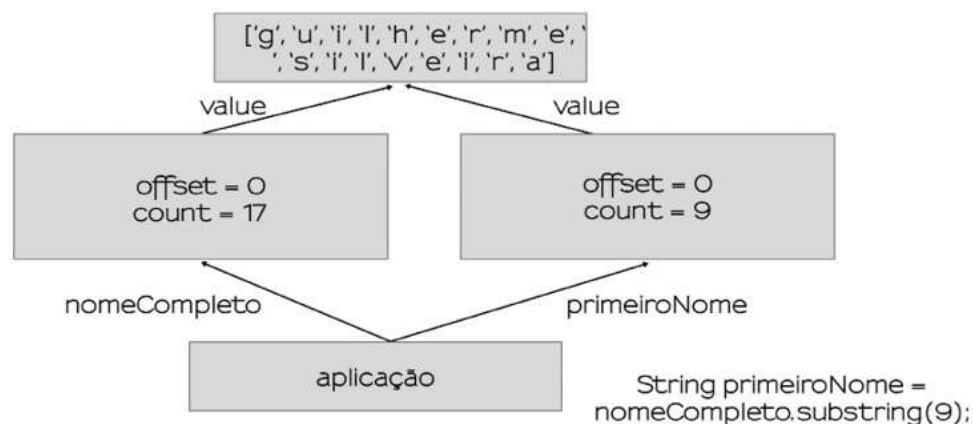 ['g', 'u', 'i', 'l', 'h', 'e', 'r', 'm', 'e', '
', 's', 'i', 'l', 'v', 'e', 'i', 'r', 'a']
value
value
offset = 0
count = 17
offset = 0
count = 9
nomeCompleto
primeiroNome
aplicação
String primeiroNome =
nomeCompleto.substring(9);